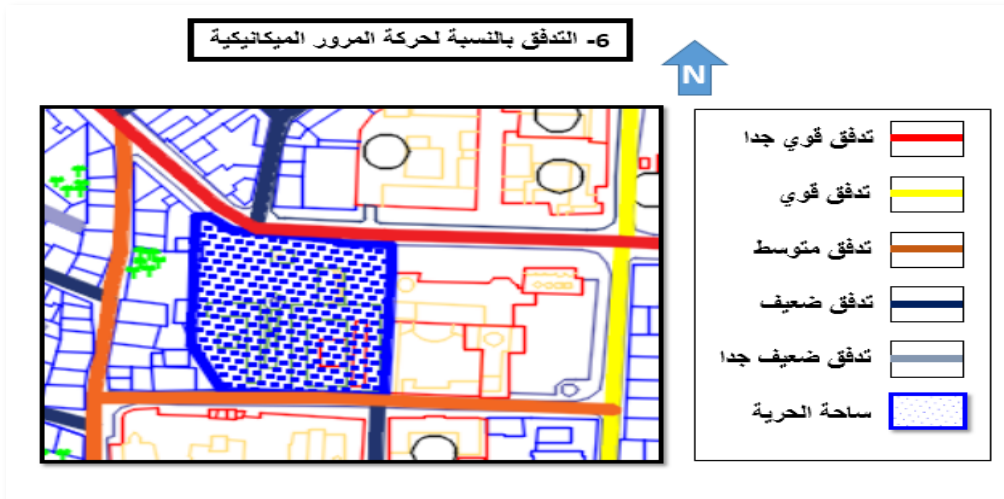 6- التدفق بالنسبة لحركة المرور الميكانيكية
N
تدفق قوي جدا
تدفق قوي
تدفق متوسط
تدفق ضعيف
تدفق ضعيف جدا
ساحة الحرية